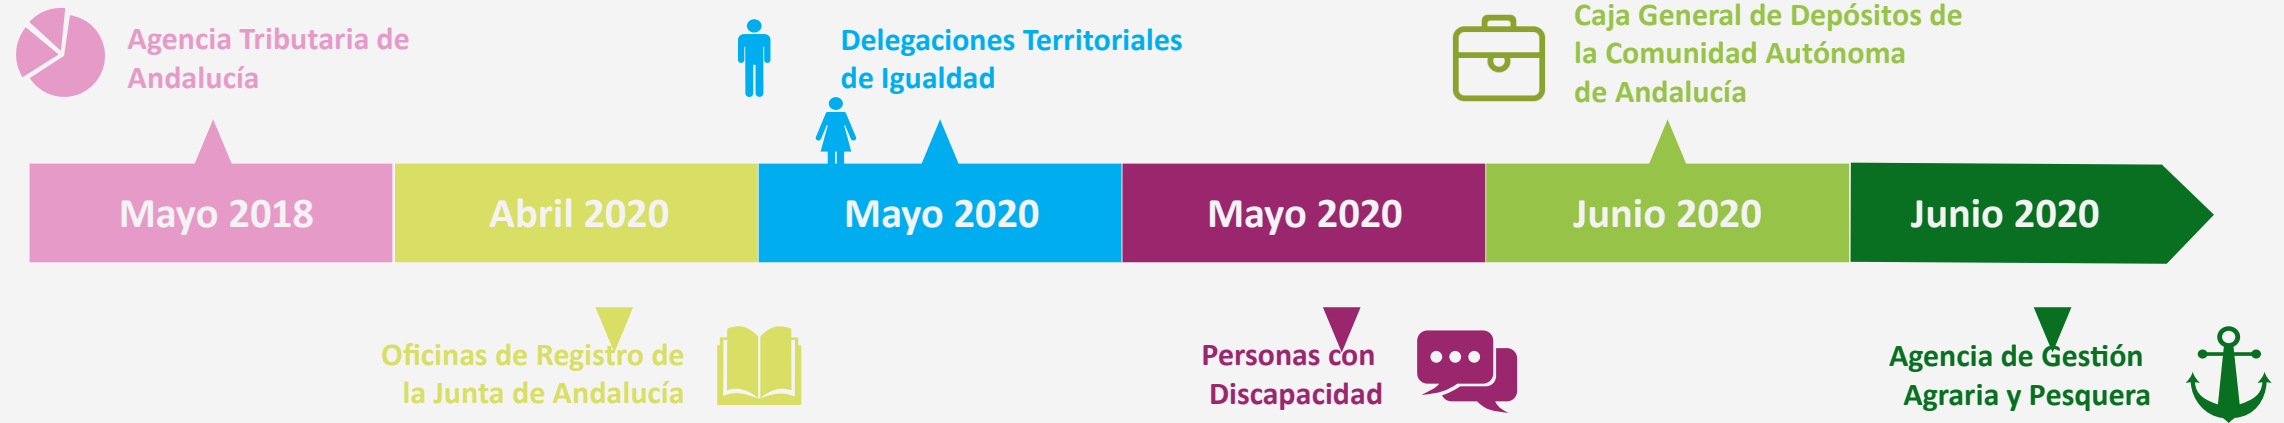 Agencia Tributaria de
Andalucía
Delegaciones Territoriales
de Igualdad
Caja General de Depósitos de
la Comunidad Autónoma
de Andalucía
Mayo 2018
Abril 2020
Mayo 2020
Mayo 2020
Junio 2020
Junio 2020
Oficinas de Registro de
la Junta de Andalucía
Personas con
Discapacidad
Agencia de Gestión
Agraria y Pesquera